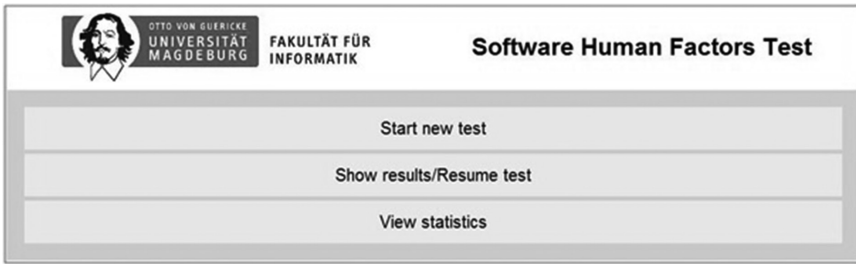 OTTO VON GUERICKE
UNIVERSITÄT
MAGDEBURG
FAKULTÄT FÜR
INFORMATIK
Software Human Factors Test
Start new test
Show results/Resume test
View statistics